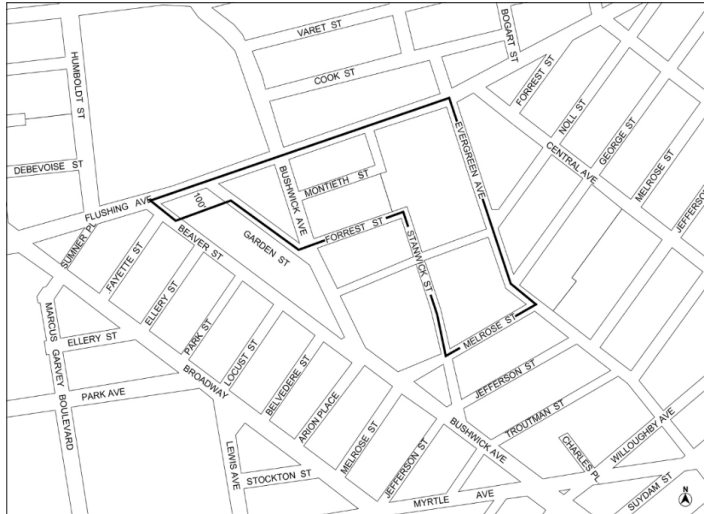 VARET ST
BOGART ST
HUMBOLDT ST
COOK ST
FORREST ST
NOLL ST
GEORGE ST
MELROSE ST
JEFFERSON ST
EVERGREEN AVE
CENTRAL AVE
DEBEVOISE ST
BUSHWICK AVE
MONTIETH ST
100'
FLUSHING AVE
FORREST ST
SUMNER PL
BEAVER ST
GARDEN ST
STANWICK ST
FAYETTE ST
ELLERY ST
PARK ST
LOCUST ST
BELVEDERE ST
ARION PLACE
MELROSE ST
JEFFERSON ST
MELROSE ST
MARCUS GARVEY BOULEVARD
ELLERY ST
BROADWAY
JEFFERSON ST
PARK AVE
TROUTMAN ST
BUSHWICK AVE
WILLOUGHBY AVE
CHARLES PL
LEWIS AVE
STOCKTON ST
SUYDAM ST
MYRTLE AVE
N